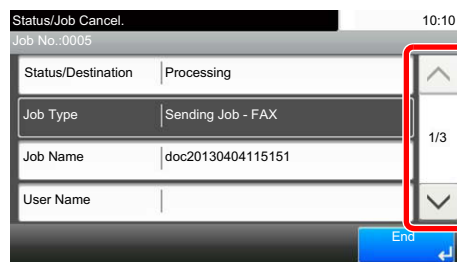 Status/Job Cancel. 10:10
Job No.:0005
Status/Destination Processing
Job Type Sending Job - FAX
1/3
Job Name doc20130404115151
User Name
End